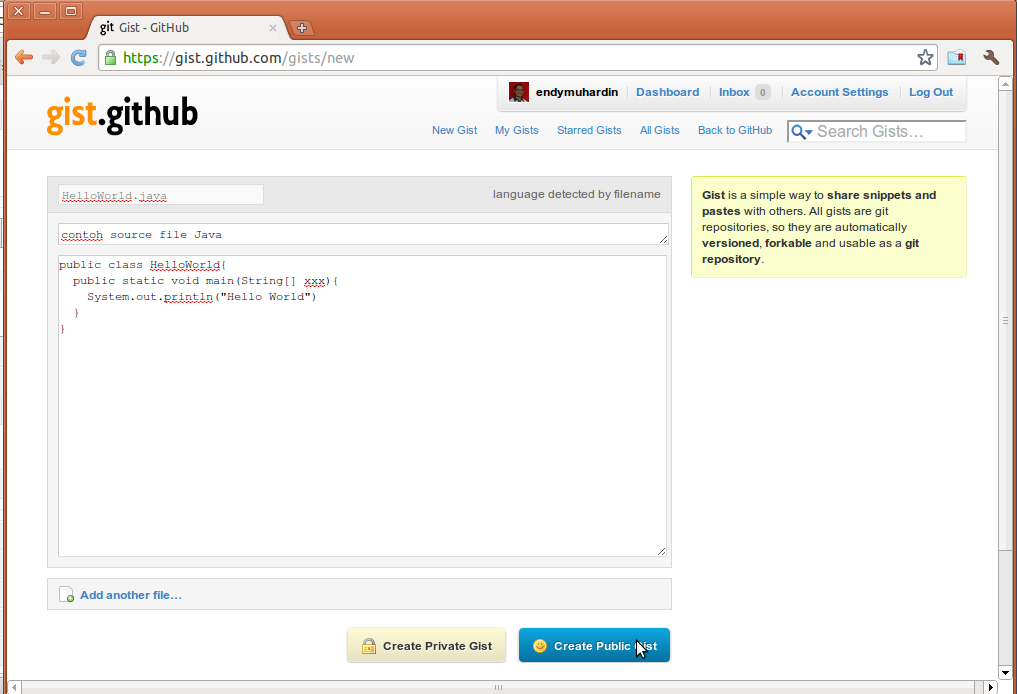 git Gist - GitHub
https://gist.github.com/gists/new
gist.github
endymuhardin Dashboard Inbox 0 Account Settings Log Out
New Gist My Gists Starred Gists All Gists Back to GitHub Search Gists...
HelloWorld.java language detected by filename
contoh source file Java
public class HelloWorld{
  public static void main(String[] xxx){
    System.out.println("Hello World")
  }
}
Gist is a simple way to share snippets and
pastes with others. All gists are git
repositories, so they are automatically
versioned, forkable and usable as a git
repository.
Add another file...
Create Private Gist Create Public Gist